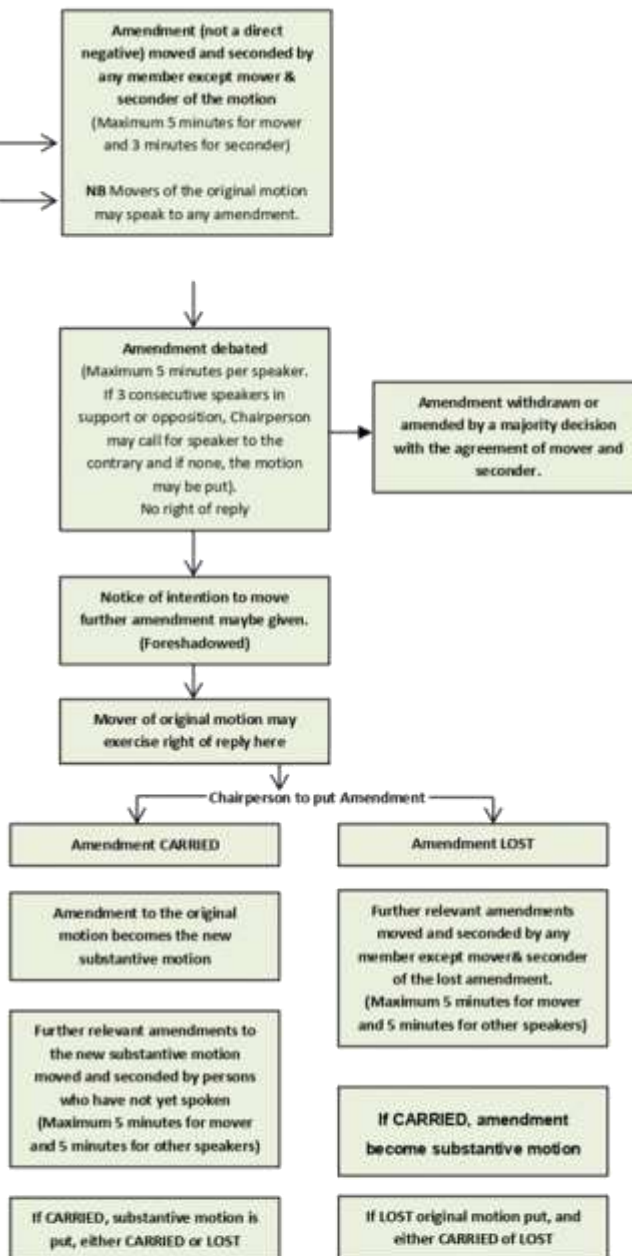 Amendment (not a direct
negative) moved and seconded by
any member except mover &
seconder of the motion
(Maximum 5 minutes for mover
and 3 minutes for seconder)
NB Movers of the original motion
may speak to any amendment.
Amendment debated
(Maximum 5 minutes per speaker.
If 3 consecutive speakers in
support or opposition, Chairperson
may call for speaker to the
contrary and if none, the motion
may be put).
No right of reply
Amendment withdrawn or
amended by a majority decision
with the agreement of mover and
seconder.
Notice of intention to move
further amendment maybe given.
(Foreshadowed)
Mover of original motion may
exercise right of reply here
Chairperson to put Amendment
Amendment CARRIED
Amendment to the original
motion becomes the new
substantive motion
Further relevant amendments to
the new substantive motion
moved and seconded by persons
who have not yet spoken
(Maximum 5 minutes for mover
and 5 minutes for other speakers)
If CARRIED, substantive motion is
put, either CARRIED or LOST
Amendment LOST
Further relevant amendments
moved and seconded by any
member except mover& seconder
of the lost amendment.
(Maximum 5 minutes for mover
and 5 minutes for other speakers)
If CARRIED, amendment
become substantive motion
If LOST original motion put, and
either CARRIED of LOST